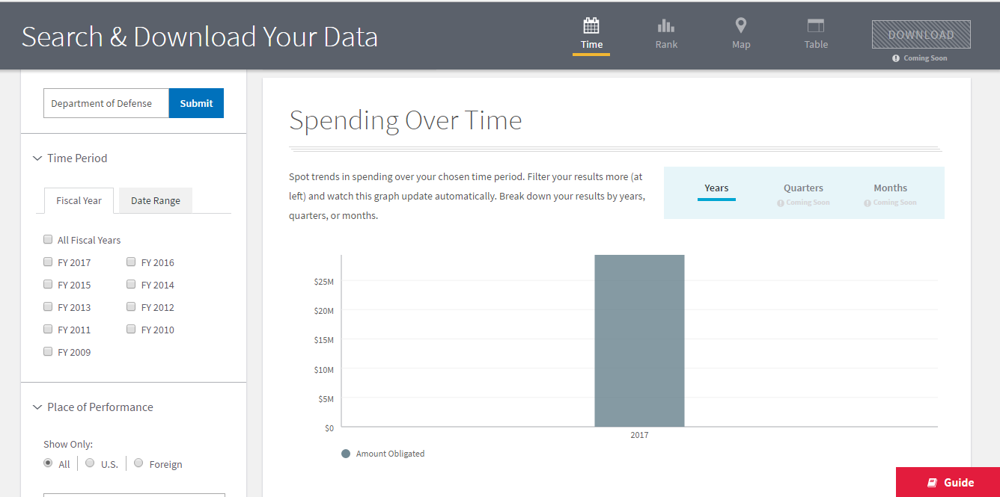 Search & Download Your Data
Time
Rank
Map
Table
DOWNLOAD
Coming Soon
Department of Defense
Submit
Time Period
Fiscal Year
Date Range
All Fiscal Years
FY 2017
FY 2016
FY 2015
FY 2014
FY 2013
FY 2012
FY 2011
FY 2010
FY 2009
Place of Performance
Show Only:
All
U.S.
Foreign
Spending Over Time
Spot trends in spending over your chosen time period. Filter your results more (at
left) and watch this graph update automatically. Break down your results by years,
quarters, or months.
Years
Quarters
Coming Soon
Months
Coming Soon
$25M
$20M
$15M
$10M
$5M
$0
2017
Amount Obligated
Guide